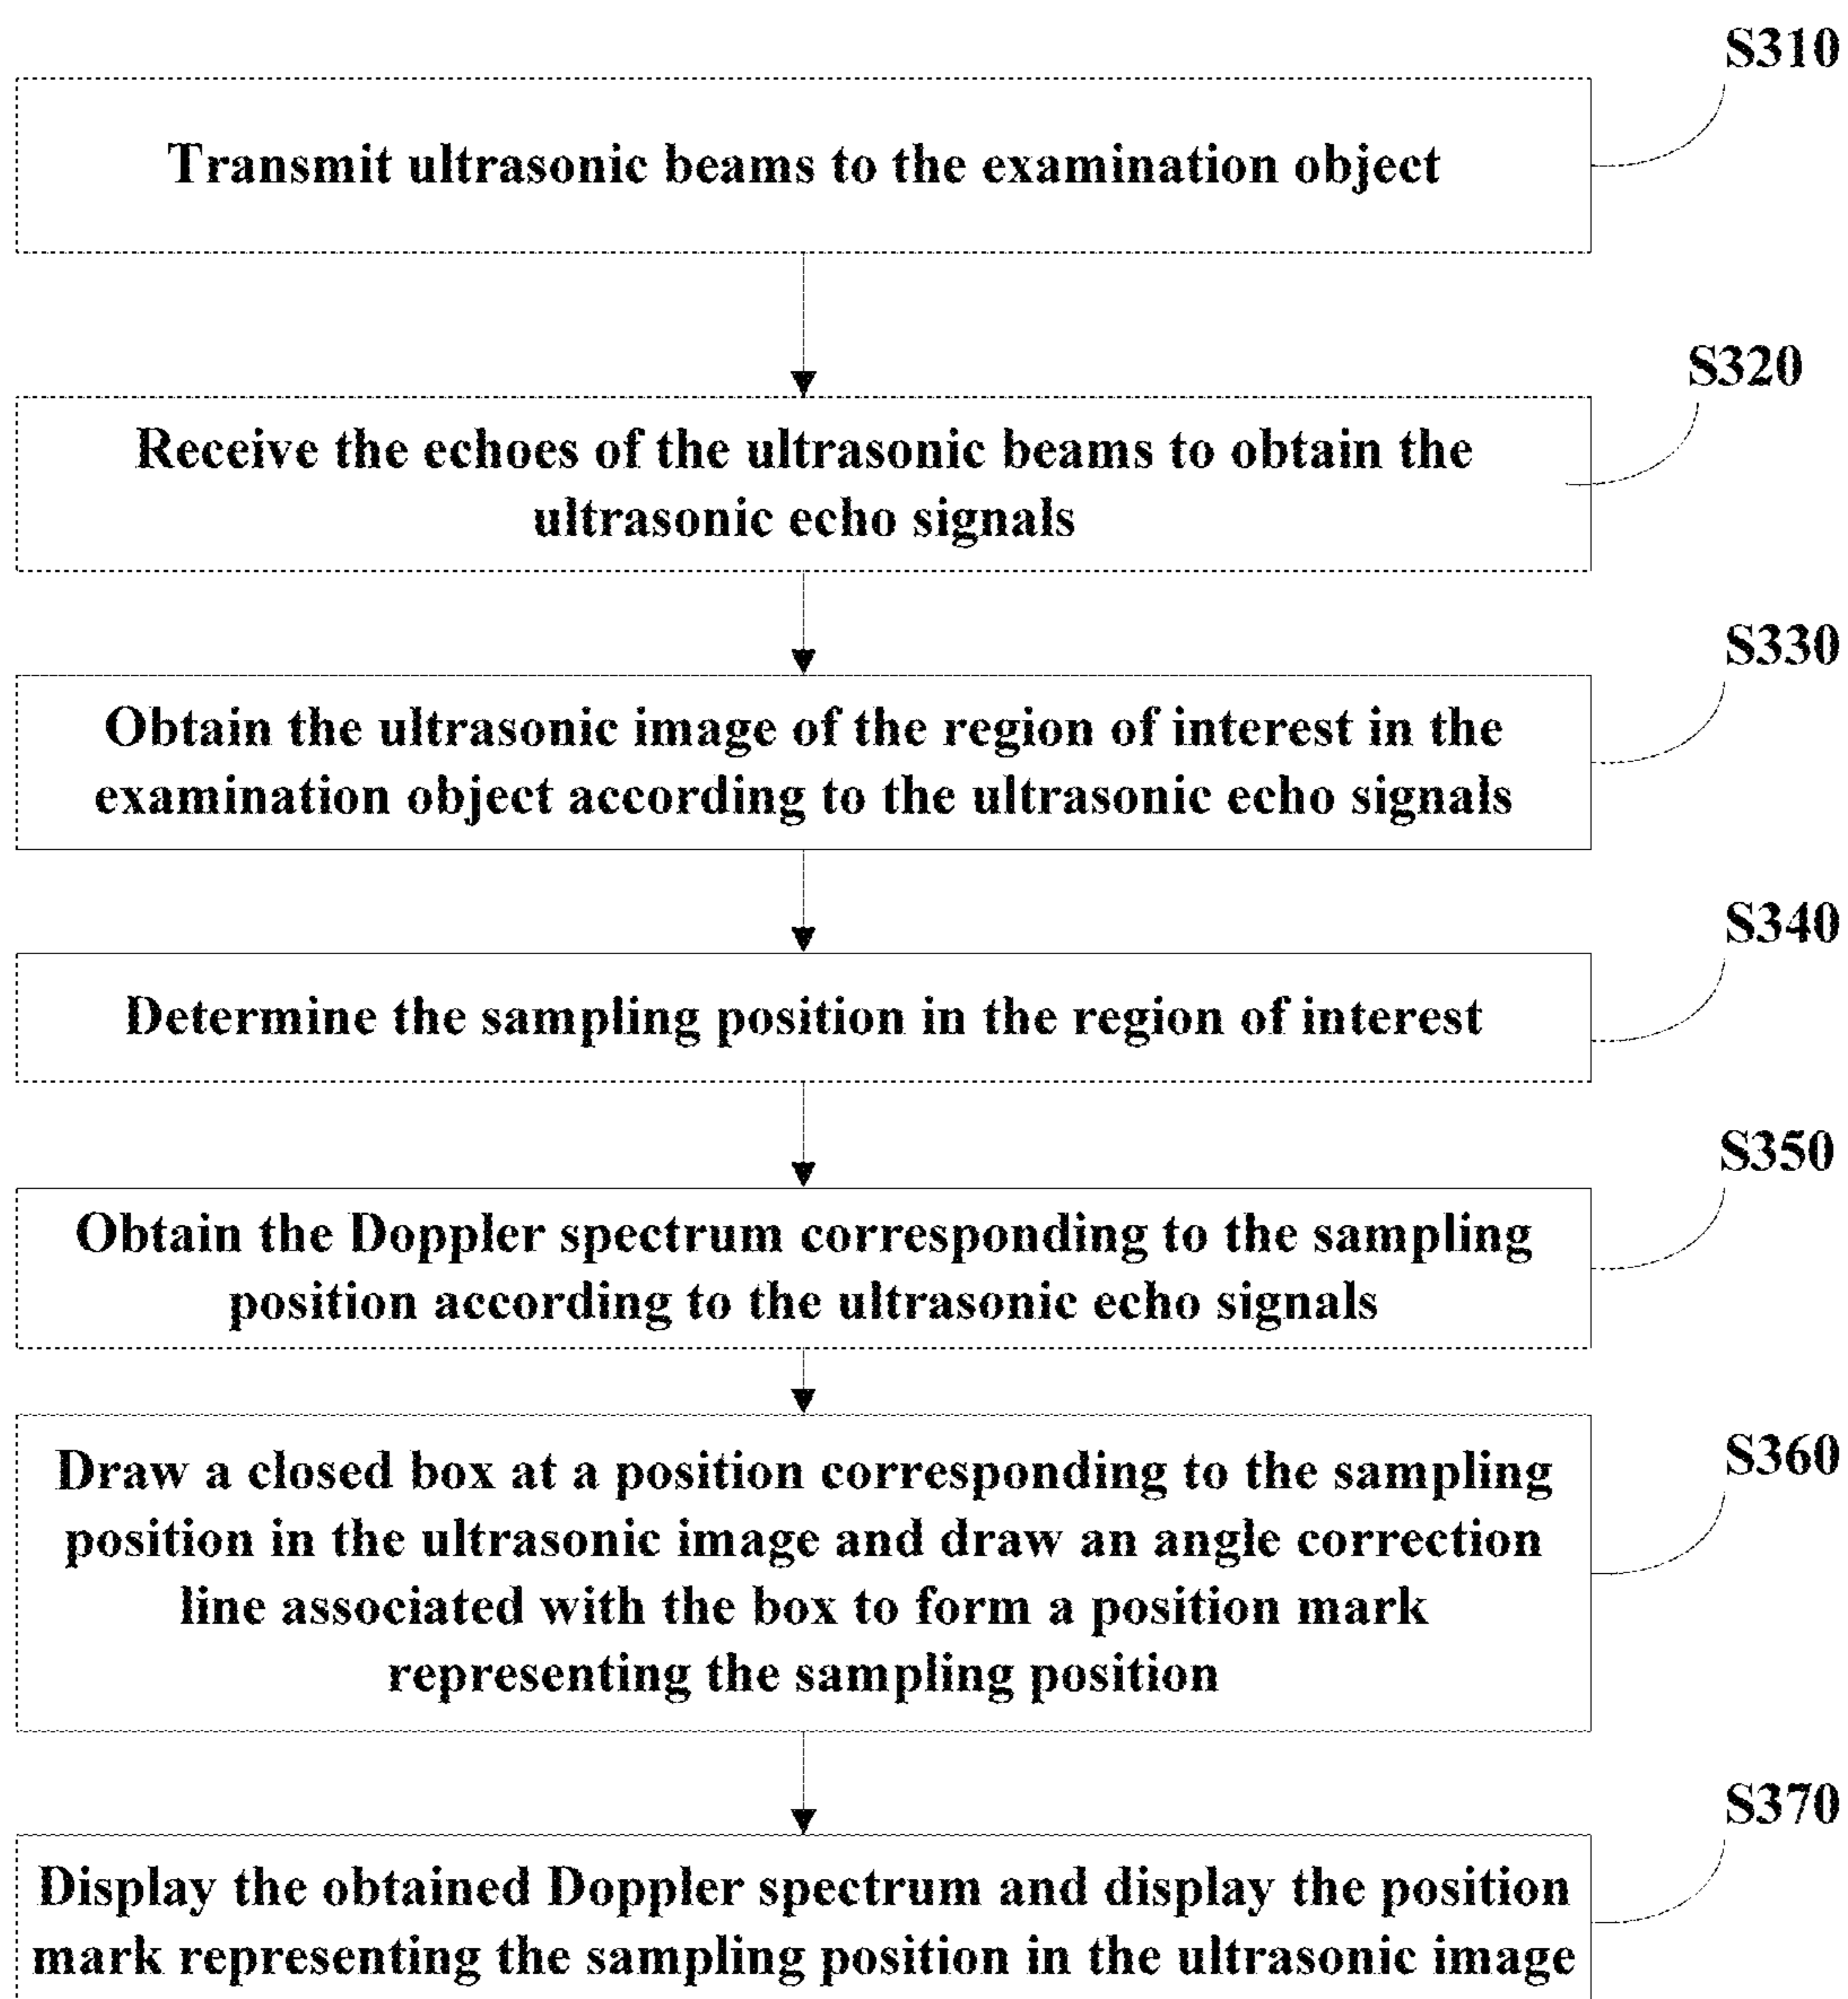 S310
Transmit ultrasonic beams to the examination object
S320
Receive the echoes of the ultrasonic beams to obtain the
ultrasonic echo signals
S330
Obtain the ultrasonic image of the region of interest in the
examination object according to the ultrasonic echo signals
S340
Determine the sampling position in the region of interest
S350
Obtain the Doppler spectrum corresponding to the sampling
position according to the ultrasonic echo signals
S360
Draw a closed box at a position corresponding to the sampling
position in the ultrasonic image and draw an angle correction
line associated with the box to form a position mark
representing the sampling position
S370
Display the obtained Doppler spectrum and display the position
mark representing the sampling position in the ultrasonic image